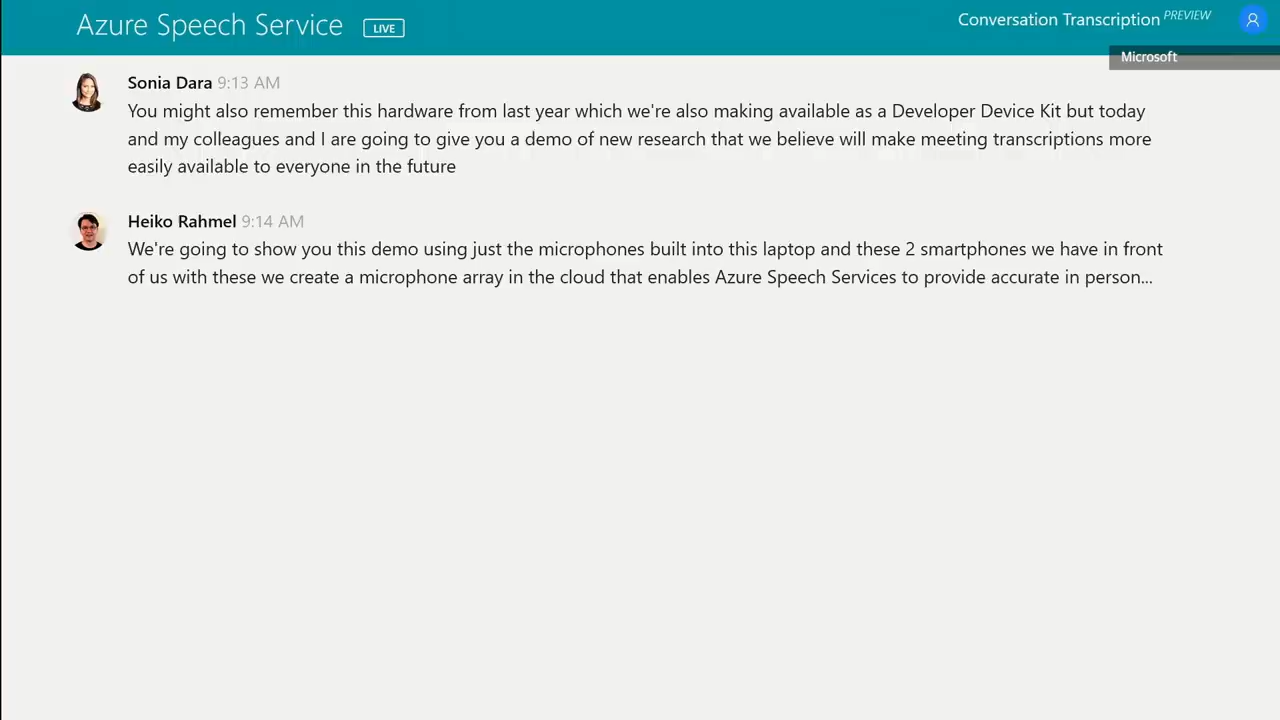 Azure Speech Service LIVE
Conversation Transcription PREVIEW
Microsoft
Sonia Dara 9:13 AM
You might also remember this hardware from last year which we're also making available as a Developer Device Kit but today
and my colleagues and I are going to give you a demo of new research that we believe will make meeting transcriptions more
easily available to everyone in the future
Heiko Rahmel 9:14 AM
We're going to show you this demo using just the microphones built into this laptop and these 2 smartphones we have in front
of us with these we create a microphone array in the cloud that enables Azure Speech Services to provide accurate in person...